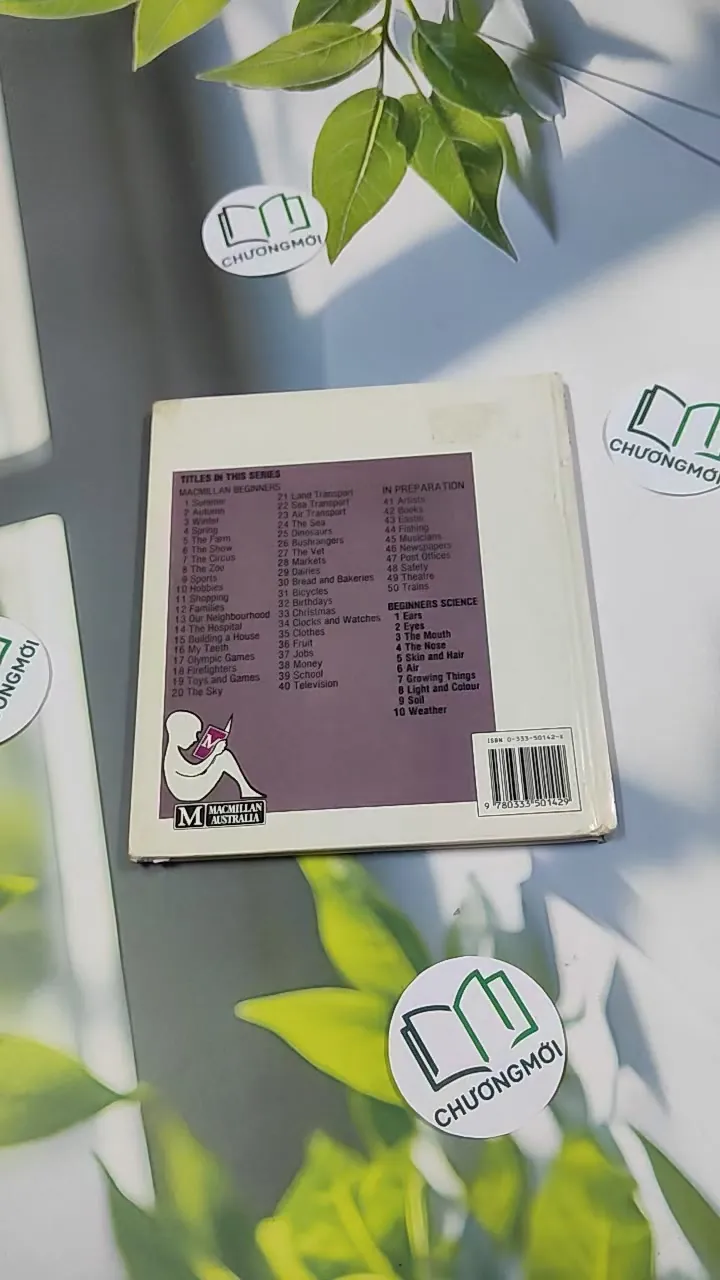 CHƯƠNGMỚI
CHƯƠNGMỚI
ƠNGMỚI
TITLES IN THIS SERIES
MACMILLAN BEGINNERS
1 Summer
2 Autumn
3 Winter
4 Spring
5 The Farm
6 The Show
7 The Circus
8 The Zoo
9 Sports
10 Hobbies
11 Shopping
12 Families
13 Our Neighbourhood
14 The Hospital
15 Building a House
16 My Teeth
17 Olympic Games
18 Firefighters
19 Toys and Games
20 The Sky
21 Land Transport
22 Sea Transport
23 Air Transport
24 The Sea
25 Dinosaurs
26 Bushrangers
27 The Vet
28 Markets
29 Dairies
30 Bread and Bakeries
31 Bicycles
32 Birthdays
33 Christmas
34 Clocks and Watches
35 Clothes
36 Fruit
37 Jobs
38 Money
39 School
40 Television
IN PREPARATION
41 Artists
42 Books
43 Easter
44 Fishing
45 Musicians
46 Newspapers
47 Post Offices
48 Safety
49 Theatre
50 Trains
BEGINNERS SCIENCE
1 Ears
2 Eyes
3 The Mouth
4 The Nose
5 Skin and Hair
6 Air
7 Growing Things
8 Light and Colour
9 Soil
10 Weather
M
M MACMILLAN
AUSTRALIA
ISBN 0-333-50142-X
9 780333 501429
CHƯƠNGMỚI